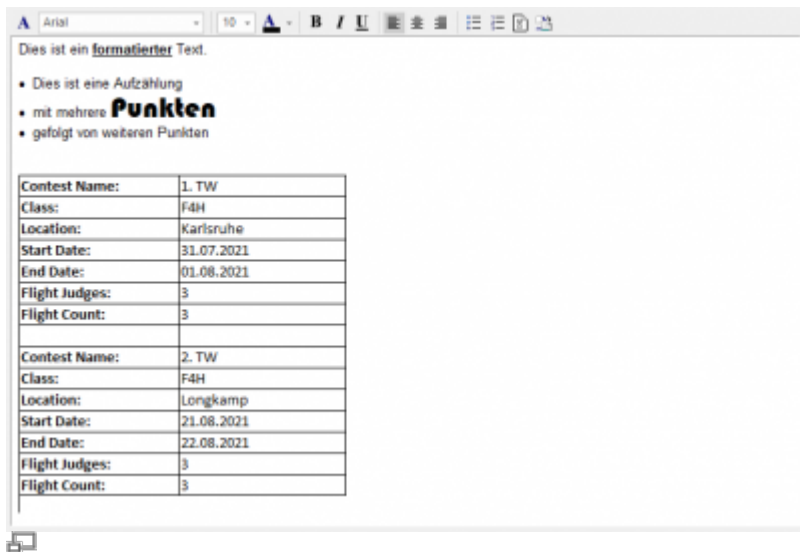 A Arial 10 A B I U
Dies ist ein formatierter Text.
• Dies ist eine Aufzählung
• mit mehrere Punkten
• gefolgt von weiteren Punkten
Contest Name: 1. TW
Class: F4H
Location: Karlsruhe
Start Date: 31.07.2021
End Date: 01.08.2021
Flight Judges: 3
Flight Count: 3
Contest Name: 2. TW
Class: F4H
Location: Longkamp
Start Date: 21.08.2021
End Date: 22.08.2021
Flight Judges: 3
Flight Count: 3